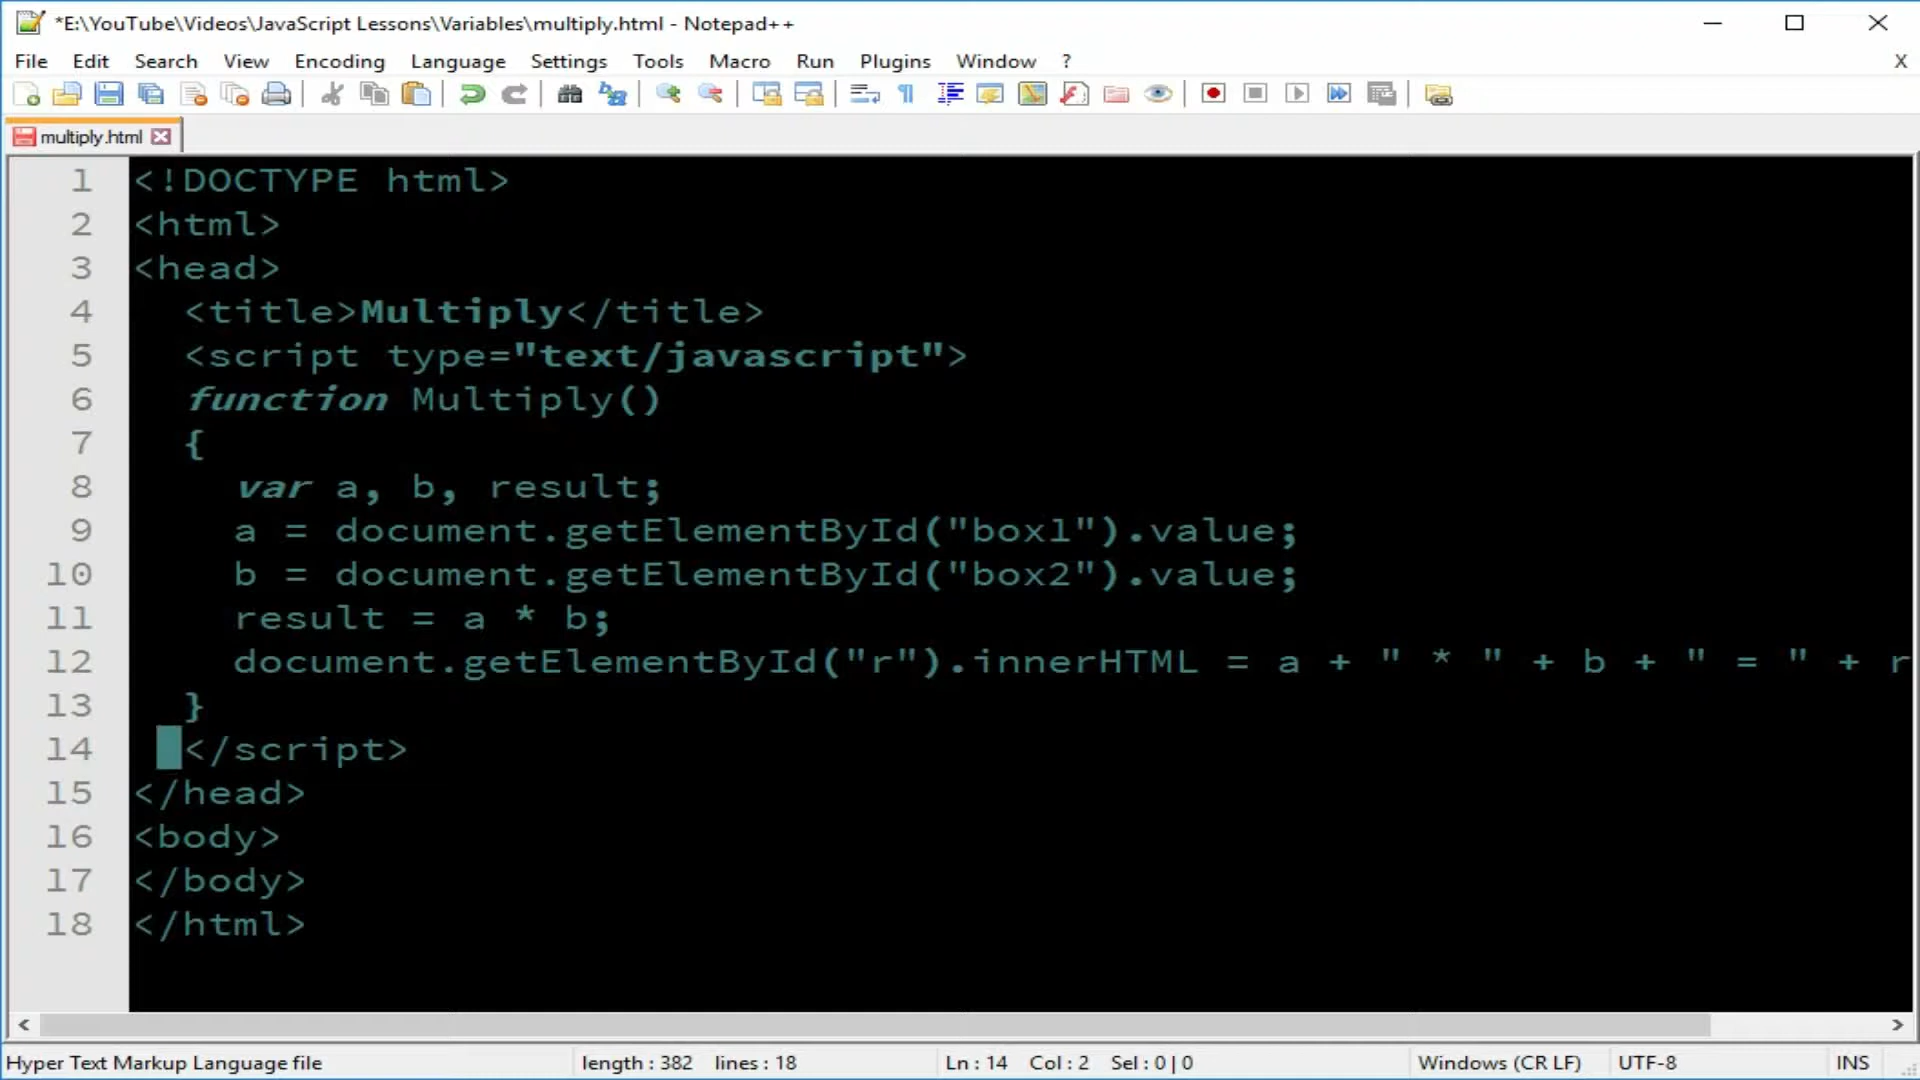 *E:\YouTube\Videos\JavaScript Lessons\Variables\multiply.html - Notepad++
File Edit Search View Encoding Language Settings Tools Macro Run Plugins Window ? X
multiply.html
1 <!DOCTYPE html>
2 <html>
3 <head>
4 <title>Multiply</title>
5 <script type="text/javascript">
6 function Multiply()
7 {
8 var a, b, result;
9 a = document.getElementById("box1").value;
10 b = document.getElementById("box2").value;
11 result = a * b;
12 document.getElementById("r").innerHTML = a + " * " + b + " = " + r
13 }
14 </script>
15 </head>
16 <body>
17 </body>
18 </html>
Hyper Text Markup Language file length : 382 lines : 18 Ln : 14 Col : 2 Sel : 0 | 0 Windows (CR LF) UTF-8 INS